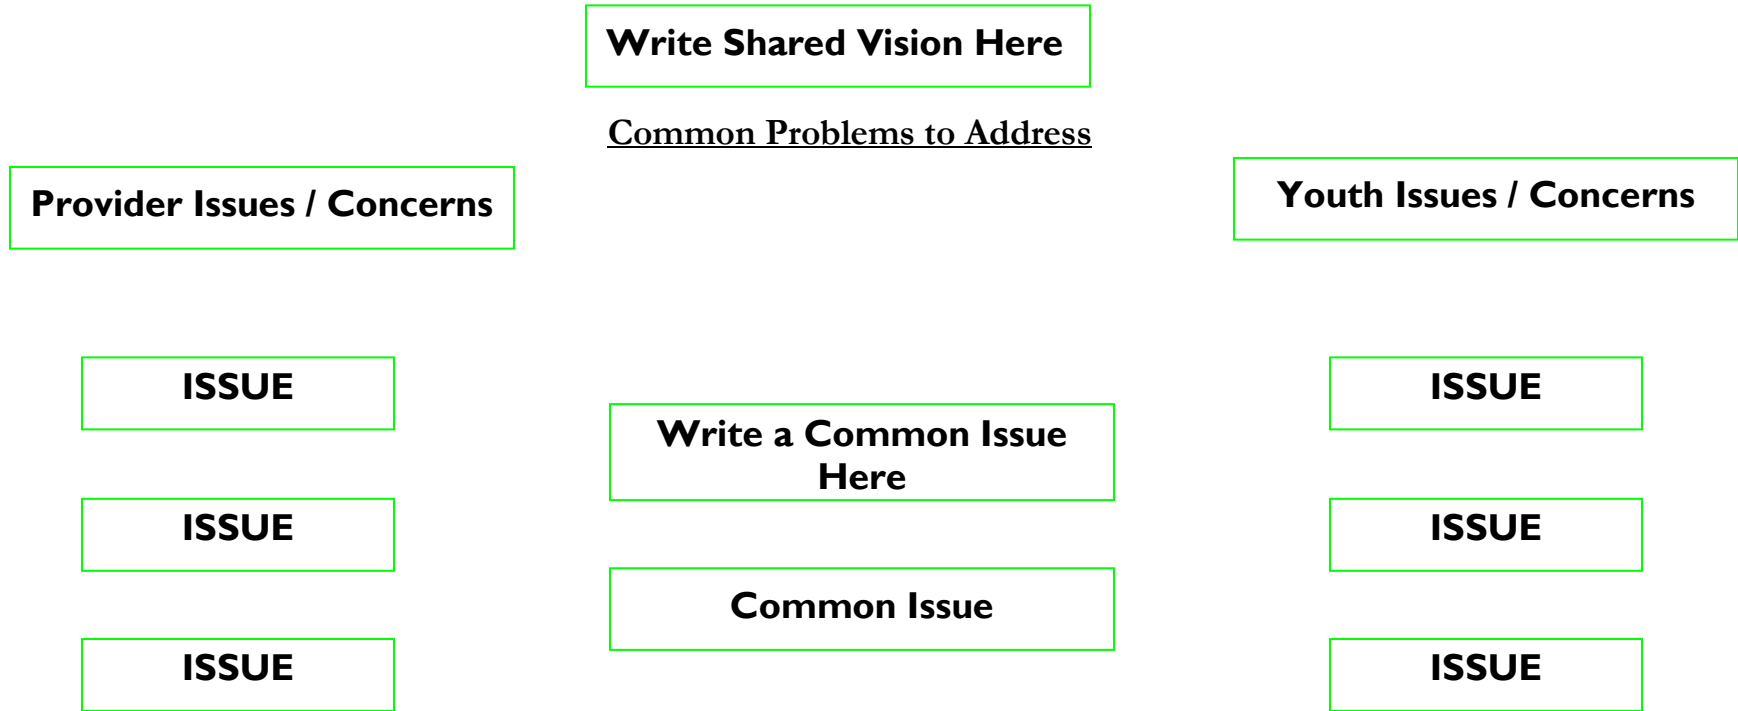 Write Shared Vision Here
Common Problems to Address
Provider Issues / Concerns
Youth Issues / Concerns
ISSUE
ISSUE
Write a Common Issue
Here
ISSUE
ISSUE
Common Issue
ISSUE
ISSUE